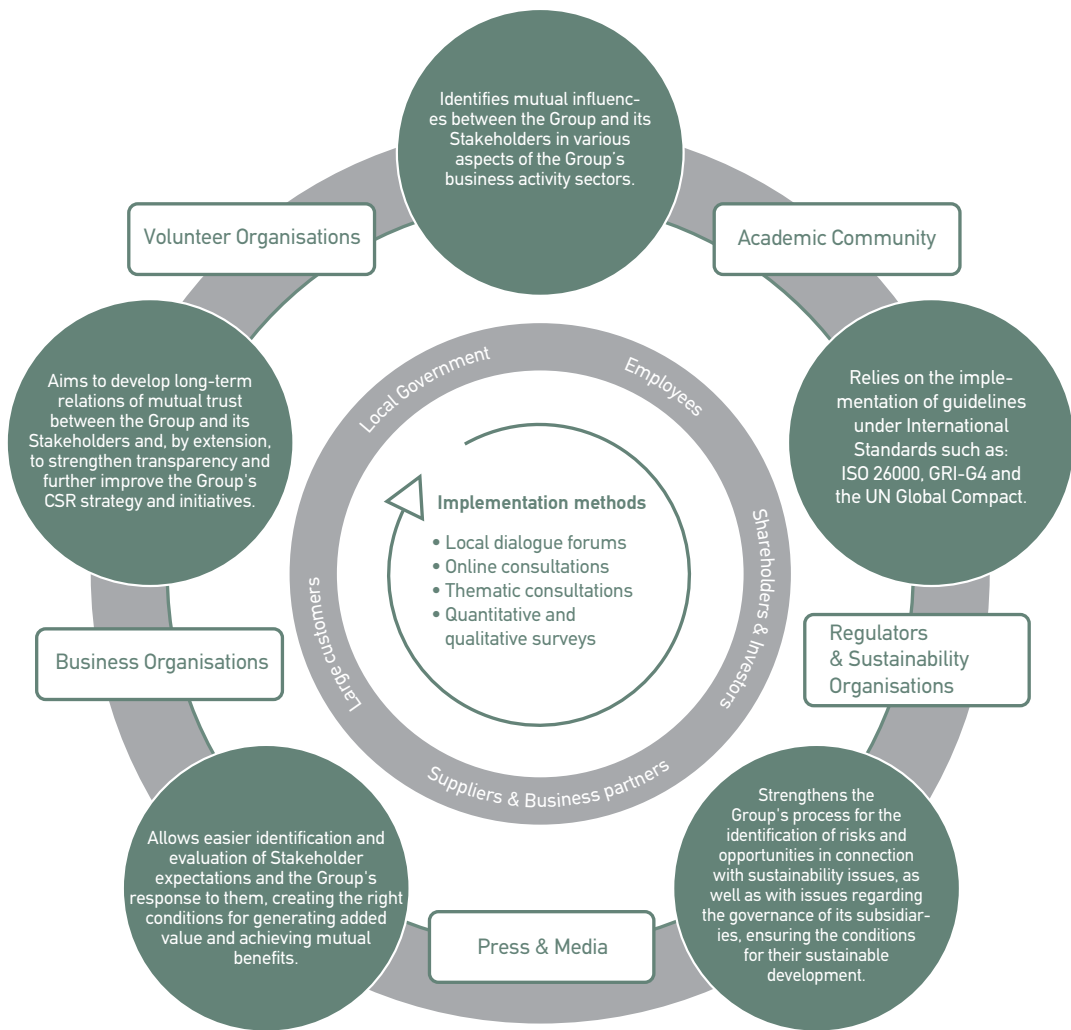 Identifies mutual influenc-
es between the Group and its
Stakeholders in various
aspects of the Group's
business activity sectors.
Volunteer Organisations
Academic Community
Aims to develop long-term
relations of mutual trust
between the Group and its
Stakeholders and, by extension,
to strengthen transparency and
further improve the Group's
CSR strategy and initiatives.
Local Government
Employees
Relies on the imple-
mentation of guidelines
under International
Standards such as:
ISO 26000, GRI-G4 and
the UN Global Compact.
Implementation methods
• Local dialogue forums
• Online consultations
• Thematic consultations
• Quantitative and
qualitative surveys
Shareholders & Investors
Large customers
Suppliers & Business partners
Business Organisations
Regulators
& Sustainability
Organisations
Allows easier identification and
evaluation of Stakeholder
expectations and the Group's
response to them, creating the right
conditions for generating added
value and achieving mutual
benefits.
Press & Media
Strengthens the
Group's process for the
identification of risks and
opportunities in connection
with sustainability issues, as
well as with issues regarding
the governance of its subsidiar-
ies, ensuring the conditions
for their sustainable
development.